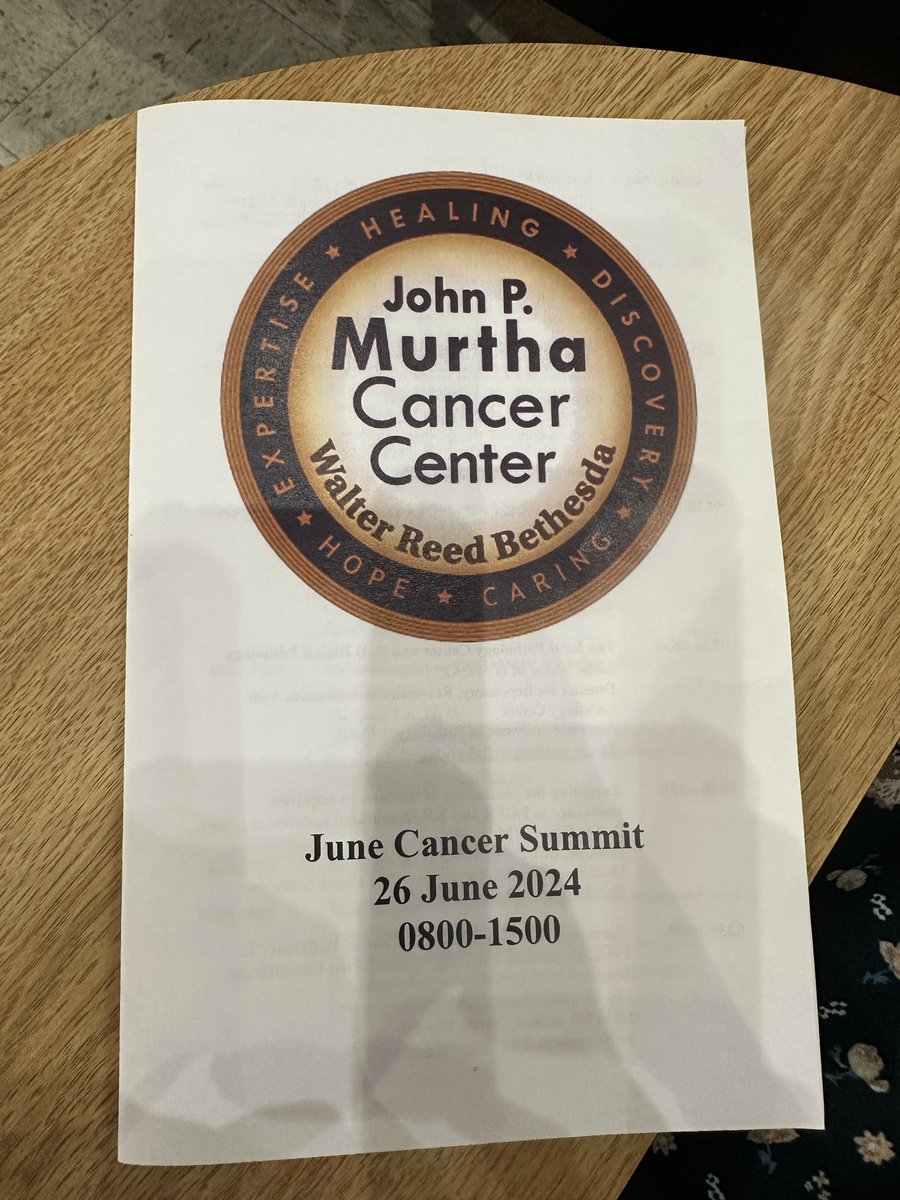 HEALING
DISCOVERY
CARING
HOPE
EXPERTISE
John P.
Murtha
Cancer
Center
Walter Reed Bethesda
June Cancer Summit
26 June 2024
0800-1500